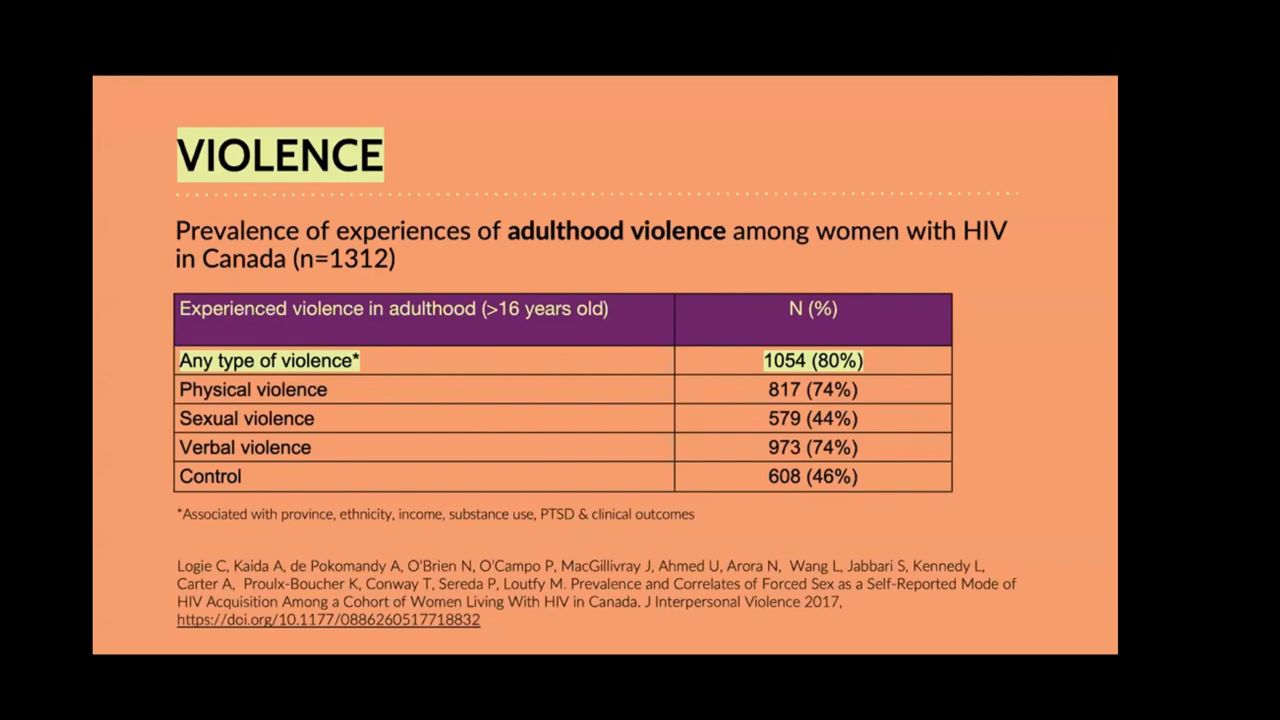 VIOLENCE
Prevalence of experiences of adulthood violence among women with HIV
in Canada (n=1312)
Experienced violence in adulthood (>16 years old) N (%)
Any type of violence* 1054 (80%)
Physical violence 817 (74%)
Sexual violence 579 (44%)
Verbal violence 973 (74%)
Control 608 (46%)
*Associated with province, ethnicity, income, substance use, PTSD & clinical outcomes
Logie C, Kaida A, de Pokomandy A, O'Brien N, O'Campo P, MacGillivray J, Ahmed U, Arora N, Wang L, Jabbari S, Kennedy L,
Carter A, Proulx-Boucher K, Conway T, Sereda P, Loutfy M. Prevalence and Correlates of Forced Sex as a Self-Reported Mode of
HIV Acquisition Among a Cohort of Women Living With HIV in Canada. J Interpersonal Violence 2017,
https://doi.org/10.1177/0886260517718832